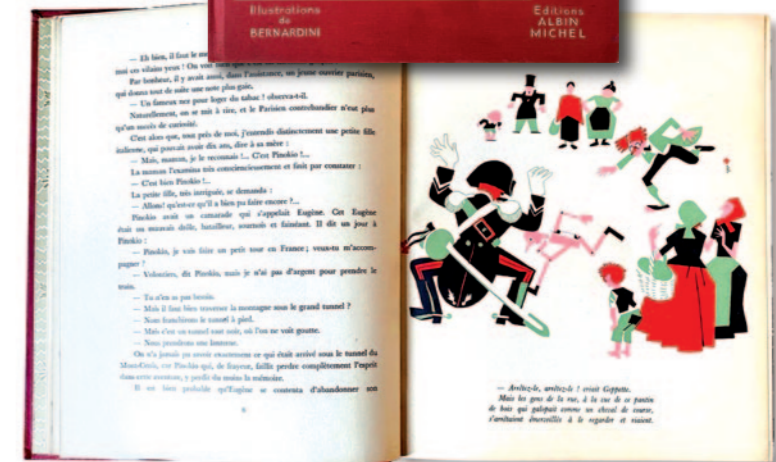 Illustrations
de
BERNARDINI
Editions
ALBIN
MICHEL
— Eh bien, il faut le
moi ces vilains yeux ! On voit bien
Par bonheur, il y avait aussi, dans l'assistance, un jeune ouvrier parisien,
qui donna tout de suite une note plus gaie.
— Un fameux nez pour loger du tabac ! observa-t-il.
Naturellement, on se mit à rire, et le Parisien contrebandier n'eut plus
qu'un succès de curiosité.
C'est alors que, tout près de moi, j'entendis distinctement une petite fille
italienne, qui pouvait avoir dix ans, dire à sa mère :
— Mais, maman, je le reconnais !... C'est Pinokio !...
La maman l'examina très consciencieusement et finit par constater :
— C'est bien Pinokio !...
La petite fille, très intriguée, se demanda :
— Allons! qu'est-ce qu'il a bien pu faire encore ?...
Pinokio avait un camarade qui s'appelait Eugène. Cet Eugène
était un mauvais drôle, batailleur, sournois et fainéant. Il dit un jour à
Pinokio :
— Pinokio, je vais faire un petit tour en France ; veux-tu m'accom-
pagner ?
— Volontiers, dit Pinokio, mais je n'ai pas d'argent pour prendre le
train.
— Tu n'en as pas besoin.
— Mais il faut bien traverser la montagne sous le grand tunnel ?
— Nous franchirons le tunnel à pied.
— Mais c'est un tunnel tout noir, où l'on ne voit goutte.
— Nous prendrons une lanterne.
On n'a jamais pu savoir exactement ce qui était arrivé sous le tunnel du
Mont-Cenis, car Pinokio qui, de frayeur, faillit perdre complètement l'esprit
dans cette aventure, y perdit du moins la mémoire.
Il est bien probable qu'Eugène se contenta d'abandonner son
6
— Arrêtez-le, arrêtez-le ! criait Geppetto.
Mais les gens de la rue, à la vue de ce pantin
de bois qui galopait comme un cheval de course,
s'arrêtaient émerveillés à le regarder et riaient.